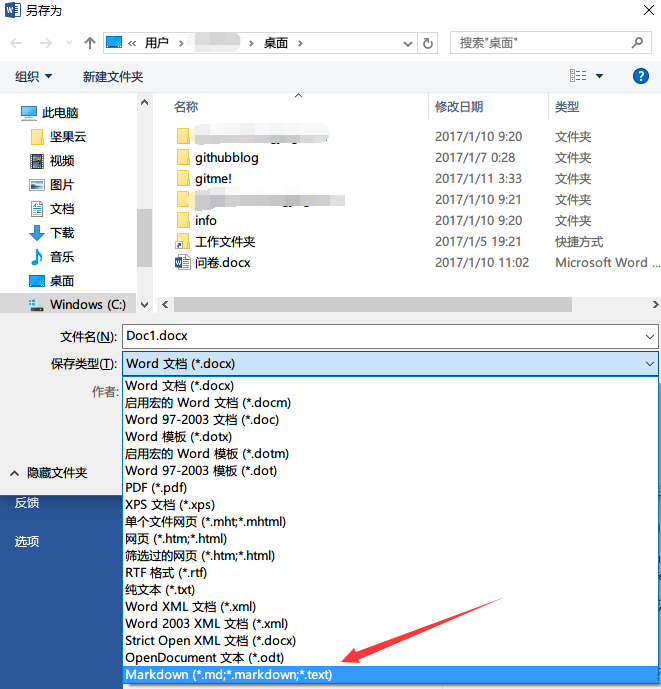 另存为
« 用户 › › 桌面 ›
搜索"桌面"
组织 新建文件夹
名称 修改日期 类型
此电脑
坚果云
视频
图片
文档
下载
音乐
桌面
Windows (C:)
2017/1/10 9:20 文件夹
githubblog 2017/1/7 0:28 文件夹
gitme! 2017/1/11 3:33 文件夹
2017/1/10 9:21 文件夹
info 2017/1/10 9:20 文件夹
工作文件夹 2017/1/5 19:21 快捷方式
问卷.docx 2017/1/10 11:02 Microsoft Word ...
文件名(N): Doc1.docx
保存类型(T): Word 文档 (*.docx)
作者:
Word 文档 (*.docx)
启用宏的 Word 文档 (*.docm)
Word 97-2003 文档 (*.doc)
Word 模板 (*.dotx)
启用宏的 Word 模板 (*.dotm)
Word 97-2003 模板 (*.dot)
PDF (*.pdf)
XPS 文档 (*.xps)
单个文件网页 (*.mht;*.mhtml)
网页 (*.htm;*.html)
筛选过的网页 (*.htm;*.html)
RTF 格式 (*.rtf)
纯文本 (*.txt)
Word XML 文档 (*.xml)
Word 2003 XML 文档 (*.xml)
Strict Open XML 文档 (*.docx)
OpenDocument 文本 (*.odt)
Markdown (*.md;*.markdown;*.text)
隐藏文件夹
反馈
选项